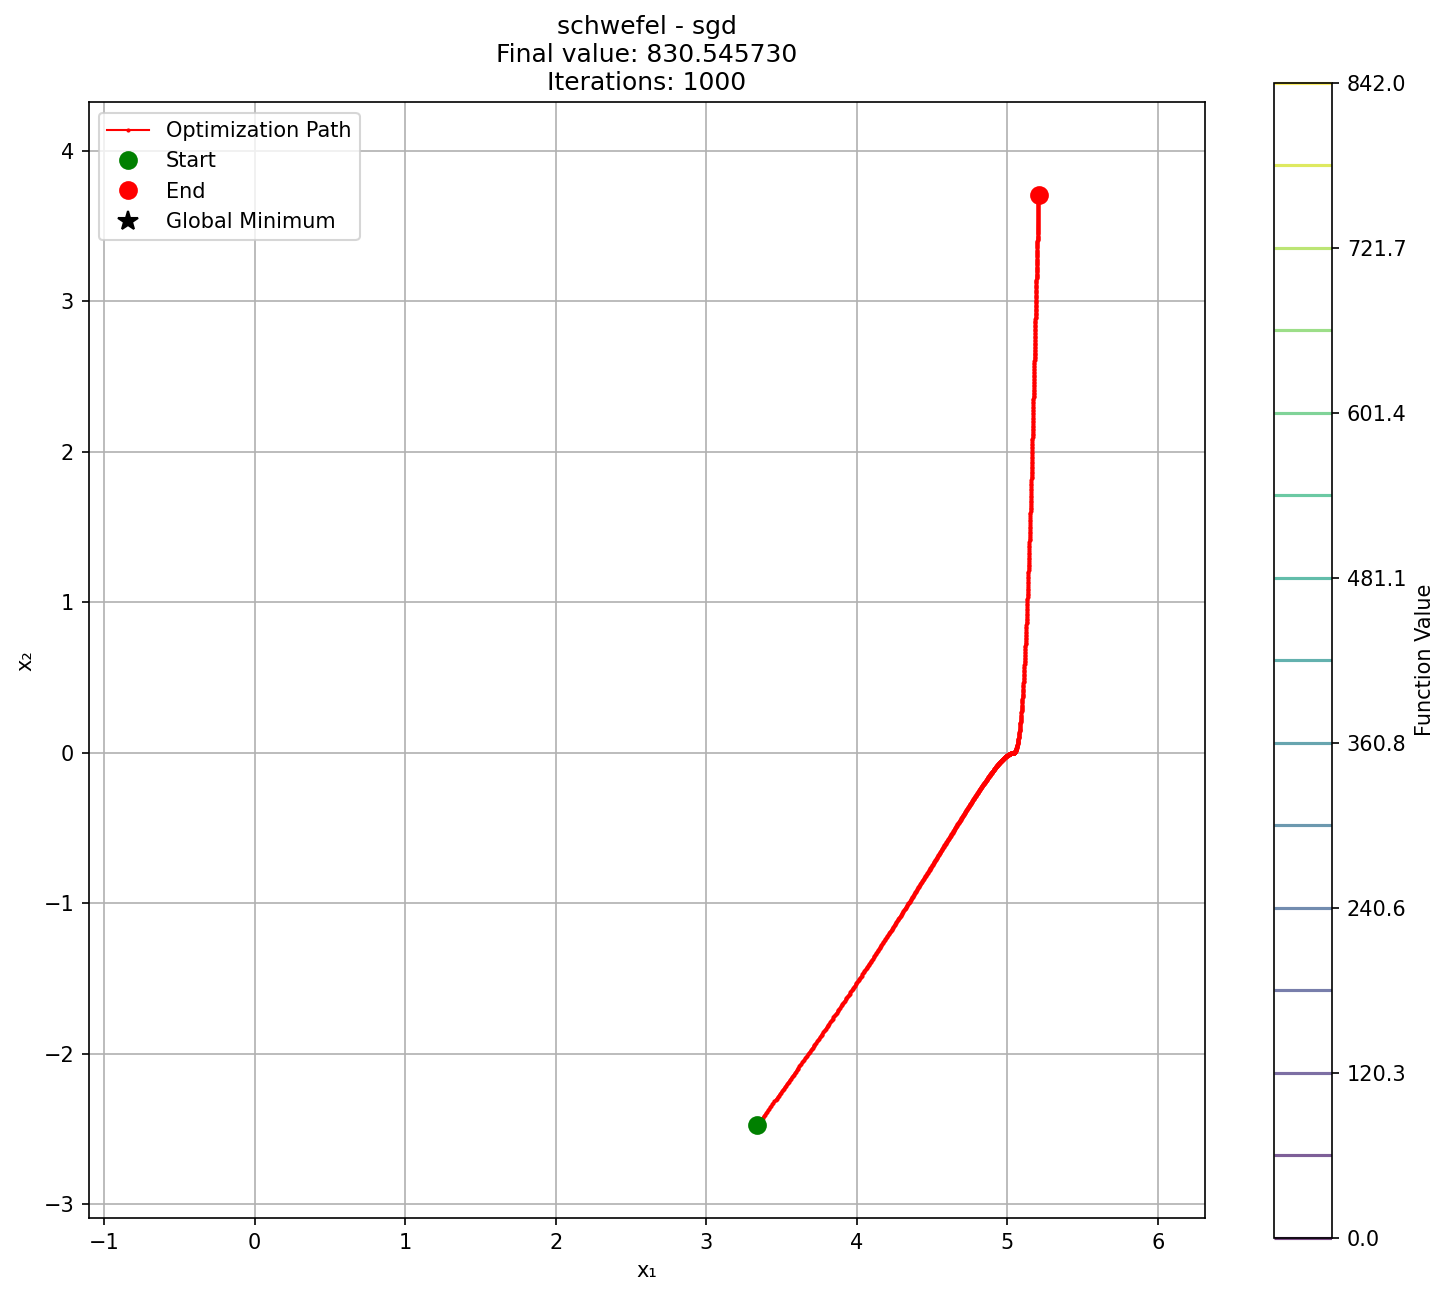 schwefel - sgd
Final value: 830.545730
Iterations: 1000
Optimization Path
Start
End
Global Minimum
4
3
2
1
0
−1
−2
−3
−1
0
1
2
3
4
5
6
x₁
x₂
842.0
721.7
601.4
481.1
360.8
240.6
120.3
0.0
Function Value